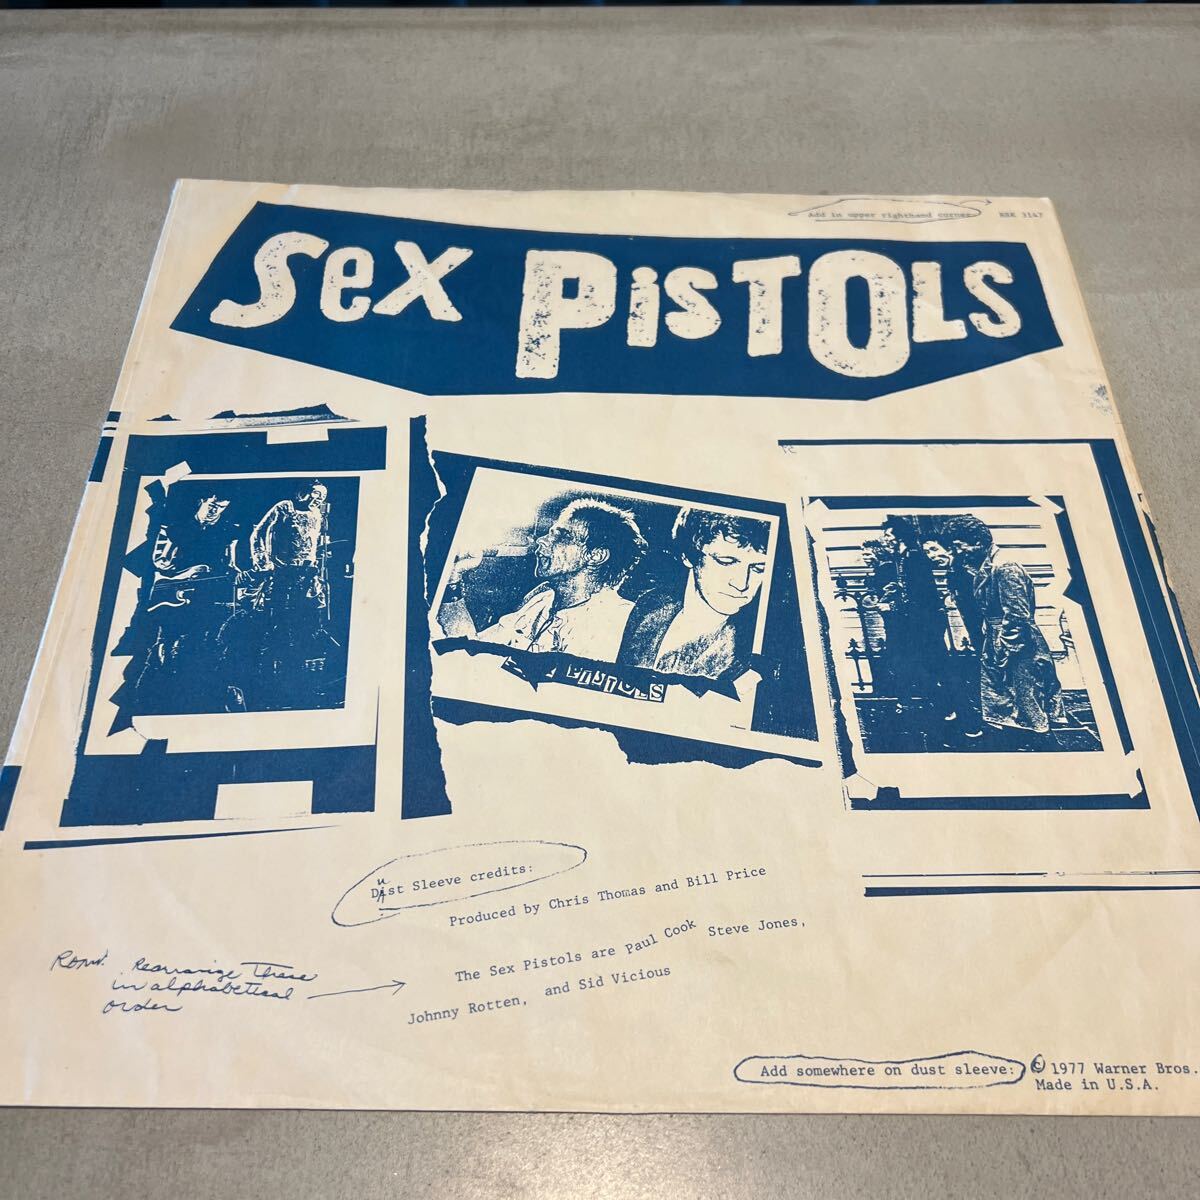 Add in upper righthand corner BSK 3147
Sex PiSTOLS
PISTOLS
Dust Sleeve credits:
Produced by Chris Thomas and Bill Price
The Sex Pistols are Paul Cook Steve Jones,
Johnny Rotten, and Sid Vicious
Rearrange these
in alphabetical
order
Add somewhere on dust sleeve: © 1977 Warner Bros.
Made in U.S.A.